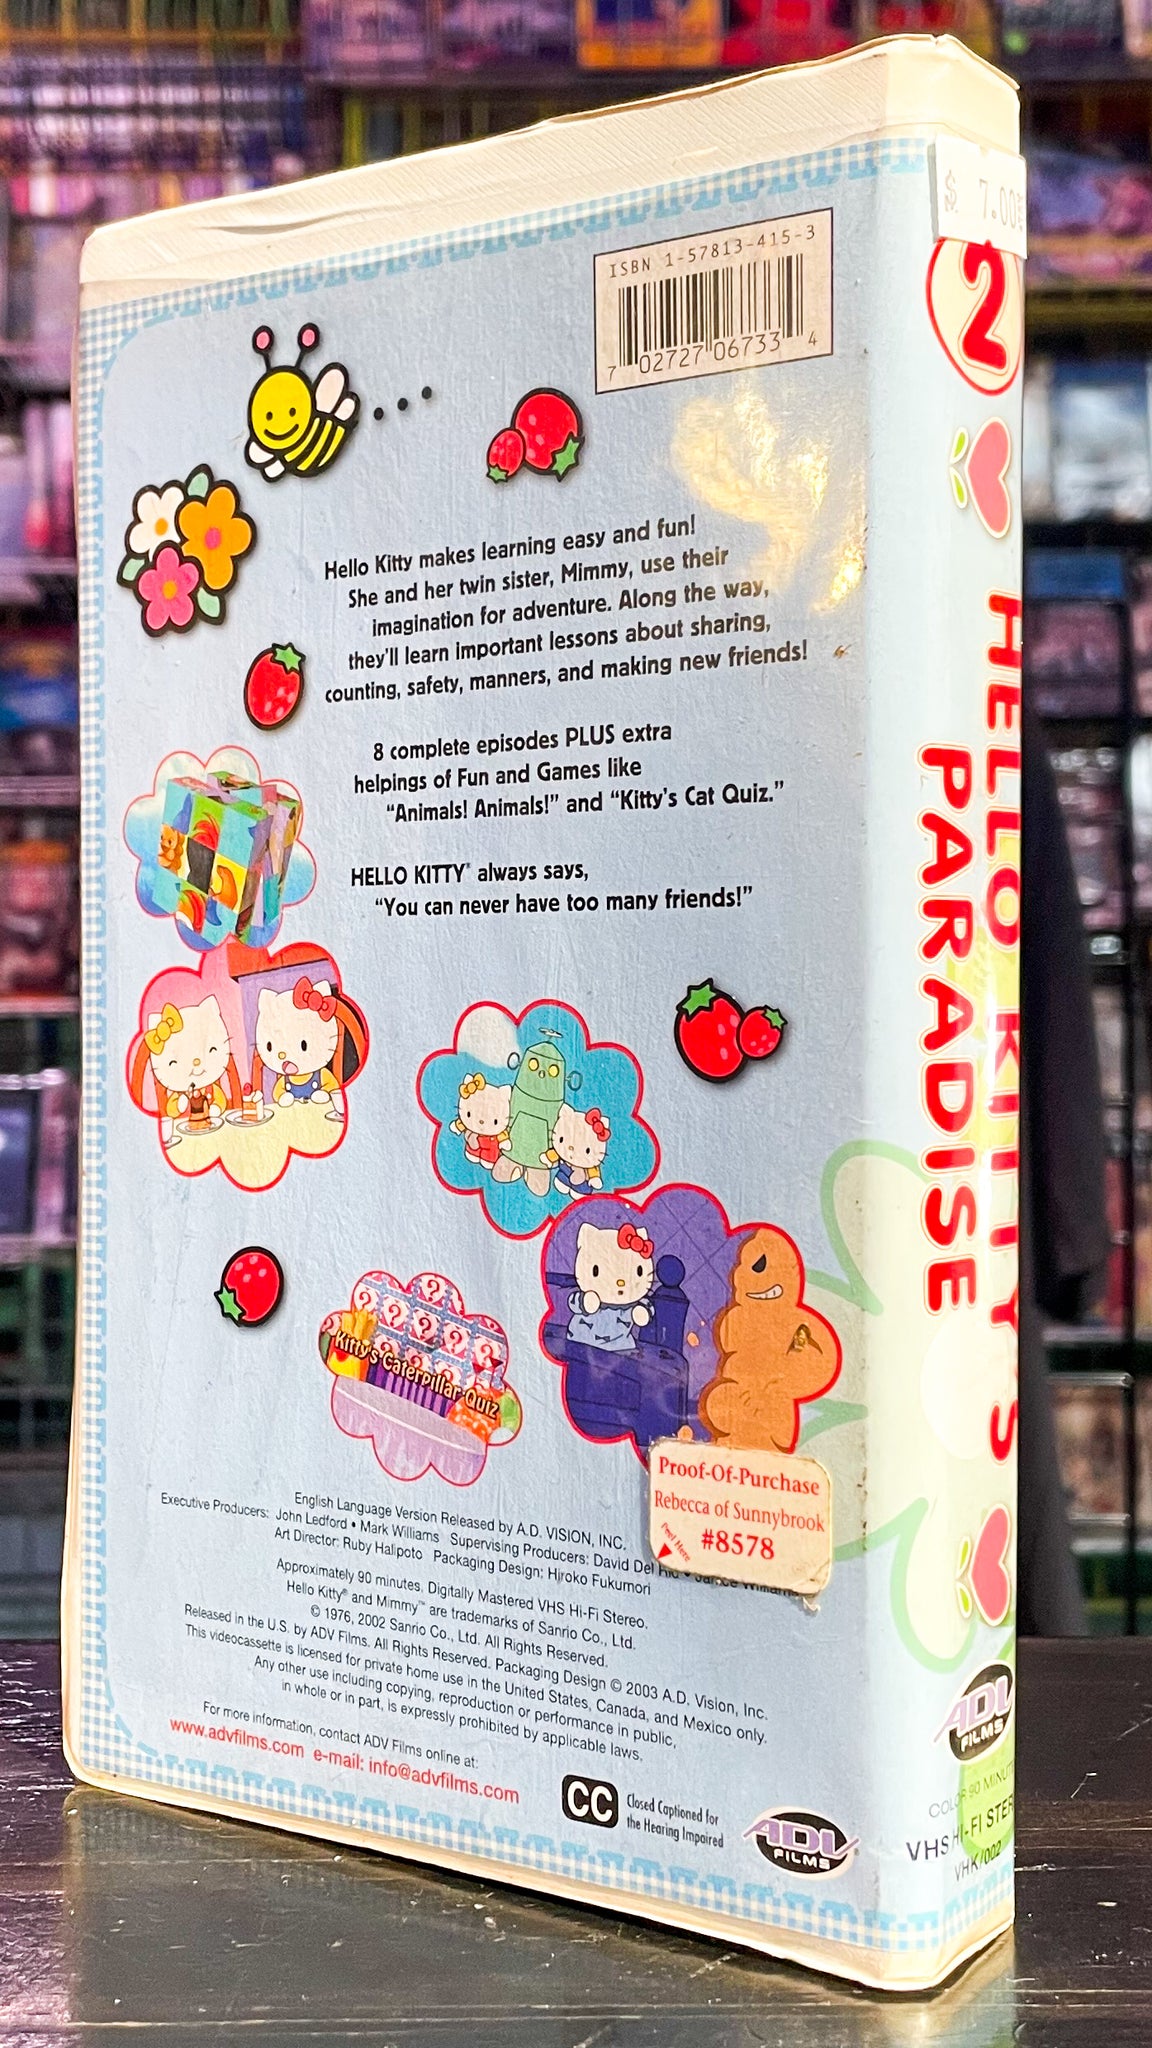 ISBN 1-57813-415-3
7 02727 06733 4
Hello Kitty makes learning easy and fun!
She and her twin sister, Mimmy, use their
imagination for adventure. Along the way,
they'll learn important lessons about sharing,
counting, safety, manners, and making new friends!
8 complete episodes PLUS extra
helpings of Fun and Games like
"Animals! Animals!" and "Kitty's Cat Quiz."
HELLO KITTY® always says,
"You can never have too many friends!"
Kitty's Caterpillar Quiz
Proof-Of-Purchase
Rebecca of Sunnybrook
#8578
Peel Here
English Language Version Released by A.D. VISION, INC.
Executive Producers: John Ledford • Mark Williams Supervising Producers: David Del Rio • Janice Williams
Art Director: Ruby Halipoto Packaging Design: Hiroko Fukumori
Approximately 90 minutes. Digitally Mastered VHS Hi-Fi Stereo.
Hello Kitty® and Mimmy™ are trademarks of Sanrio Co., Ltd.
© 1976, 2002 Sanrio Co., Ltd. All Rights Reserved.
Released in the U.S. by ADV Films. All Rights Reserved. Packaging Design © 2003 A.D. Vision, Inc.
This videocassette is licensed for private home use in the United States, Canada, and Mexico only.
Any other use including copying, reproduction or performance in public,
in whole or in part, is expressly prohibited by applicable laws.
For more information, contact ADV Films online at:
www.advfilms.com e-mail: info@advfilms.com
CC Closed Captioned for
the Hearing Impaired
ADV
FILMS
$ 7.00
2
HELLO KITTY'S
PARADISE
ADV
FILMS
COLOR 90
VHS HI-FI
VHK/002